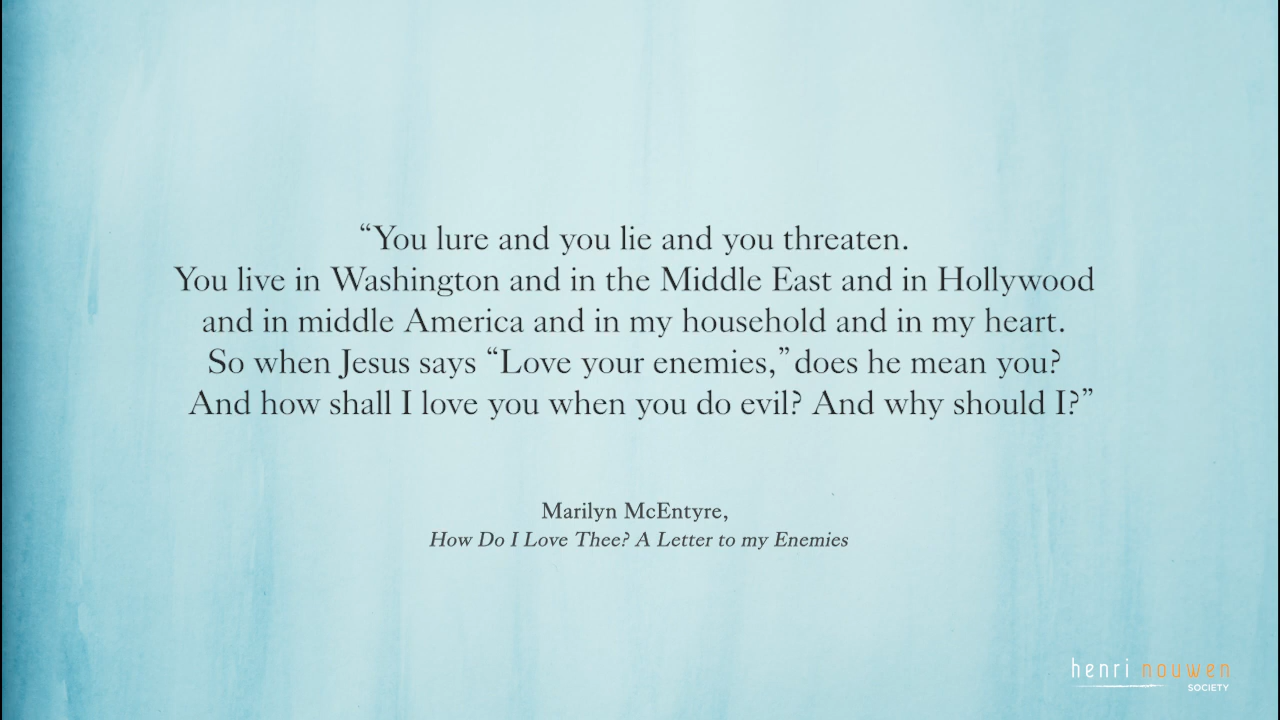 “You lure and you lie and you threaten.
You live in Washington and in the Middle East and in Hollywood
and in middle America and in my household and in my heart.
So when Jesus says “Love your enemies,”does he mean you?
And how shall I love you when you do evil? And why should I?”
Marilyn McEntyre,
How Do I Love Thee? A Letter to my Enemies
henri nouwen
SOCIETY